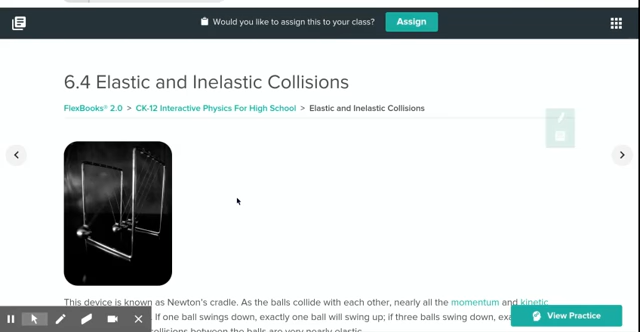 Would you like to assign this to your class? Assign
6.4 Elastic and Inelastic Collisions
FlexBooks® 2.0 > CK-12 Interactive Physics For High School > Elastic and Inelastic Collisions
This device is known as Newton's cradle. As the balls collide with each other, nearly all the momentum and kinetic
If one ball swings down, exactly one ball will swing up; if three balls swing down,
collisions between the balls are very nearly elastic.
View Practice